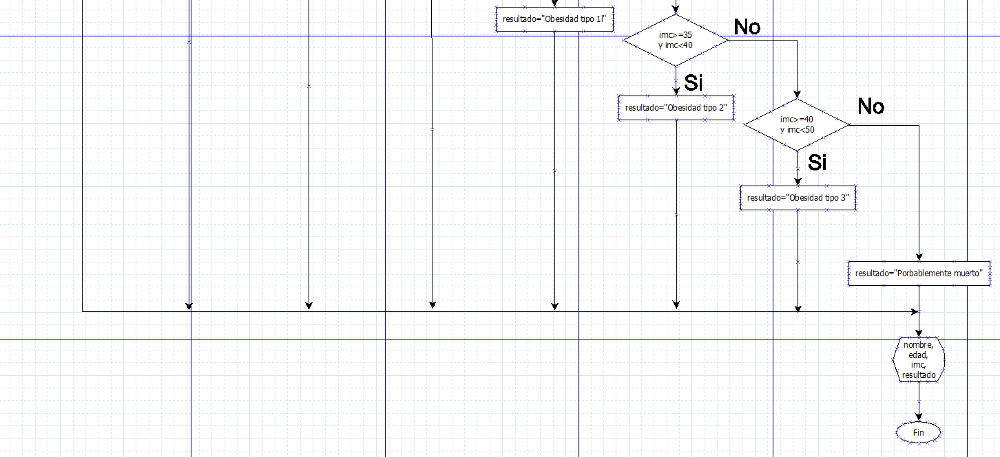 resultado="Obesidad tipo 1l"
imc>=35
y imc<40
No
Si
resultado="Obesidad tipo 2"
imc>=40
y imc<50
No
Si
resultado="Obesidad tipo 3"
resultado="Porbablemente muerto"
nombre,
edad,
imc,
resultado
Fin